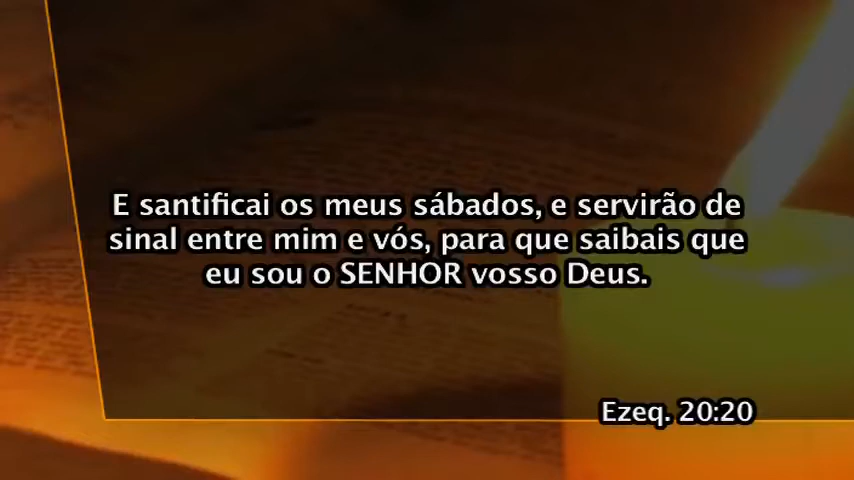 E santificai os meus sábados, e servirão de
sinal entre mim e vós, para que saibais que
eu sou o SENHOR vosso Deus.
Ezeq. 20:20